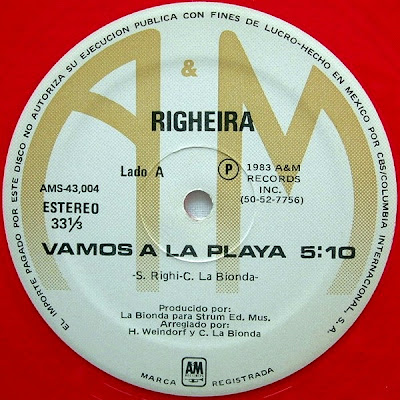 EL IMPORTE PAGADO POR ESTE DISCO NO AUTORIZA SU EJECUCION PUBLICA CON FINES DE LUCRO-HECHO EN MEXICO POR CBS/COLUMBIA INTERNACIONAL, S.A.
A&M
RIGHEIRA
Lado A
P 1983 A&M
RECORDS
INC.
(50-52-7756)
AMS-43,004
ESTEREO
33⅓
VAMOS A LA PLAYA 5:10
-S. Righi-C. La Bionda-
Producido por:
La Bionda para Strum Ed. Mus.
Arreglado por:
H. Weindorf y C. La Bionda
AM
RECORDS
MARCA REGISTRADA